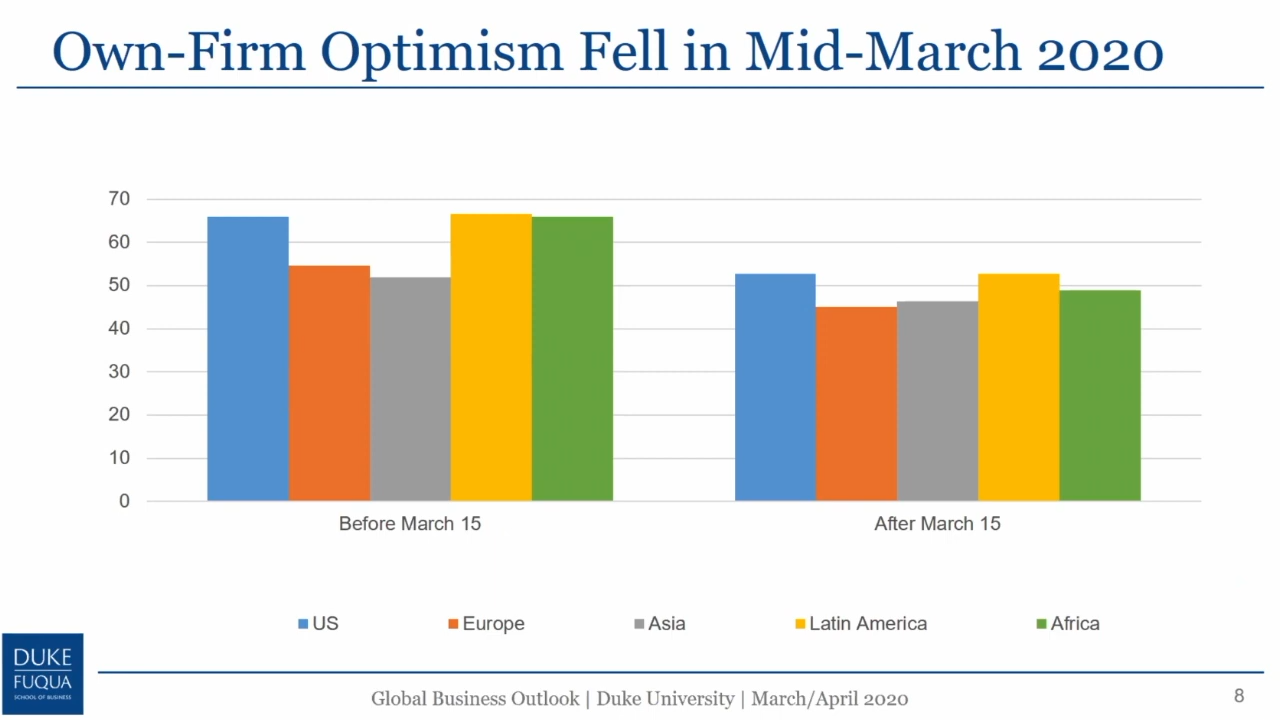 Own-Firm Optimism Fell in Mid-March 2020
70
60
50
40
30
20
10
0
Before March 15 After March 15
US Europe Asia Latin America Africa
DUKE
FUQUA
SCHOOL OF BUSINESS
Global Business Outlook | Duke University | March/April 2020
8